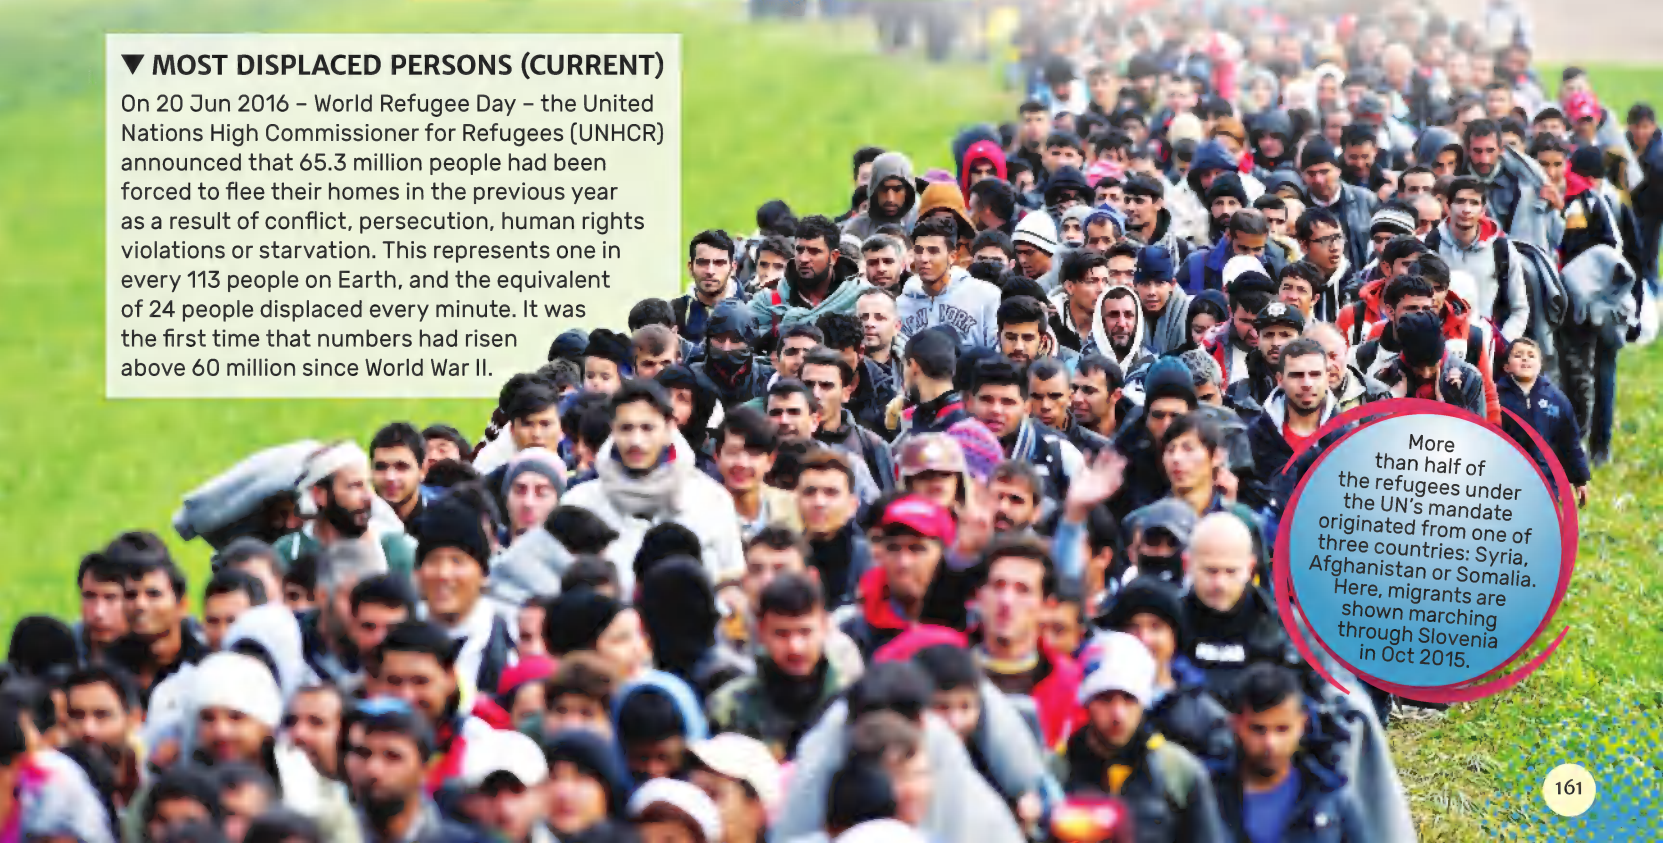 ▼ MOST DISPLACED PERSONS (CURRENT)
On 20 Jun 2016 – World Refugee Day – the United
Nations High Commissioner for Refugees (UNHCR)
announced that 65.3 million people had been
forced to flee their homes in the previous year
as a result of conflict, persecution, human rights
violations or starvation. This represents one in
every 113 people on Earth, and the equivalent
of 24 people displaced every minute. It was
the first time that numbers had risen
above 60 million since World War II.
NEW YORK
More
than half of
the refugees under
the UN's mandate
originated from one of
three countries: Syria,
Afghanistan or Somalia.
Here, migrants are
shown marching
through Slovenia
in Oct 2015.
161